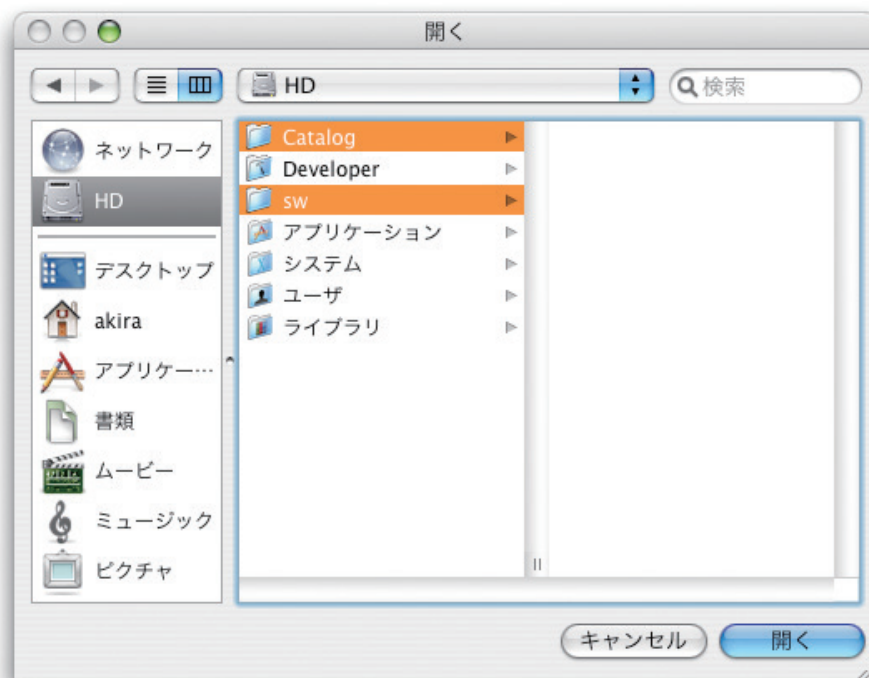 開く
HD
検索
ネットワーク
HD
デスクトップ
akira
アプリケー…
書類
ムービー
ミュージック
ピクチャ
Catalog
Developer
sw
アプリケーション
システム
ユーザ
ライブラリ
キャンセル
開く